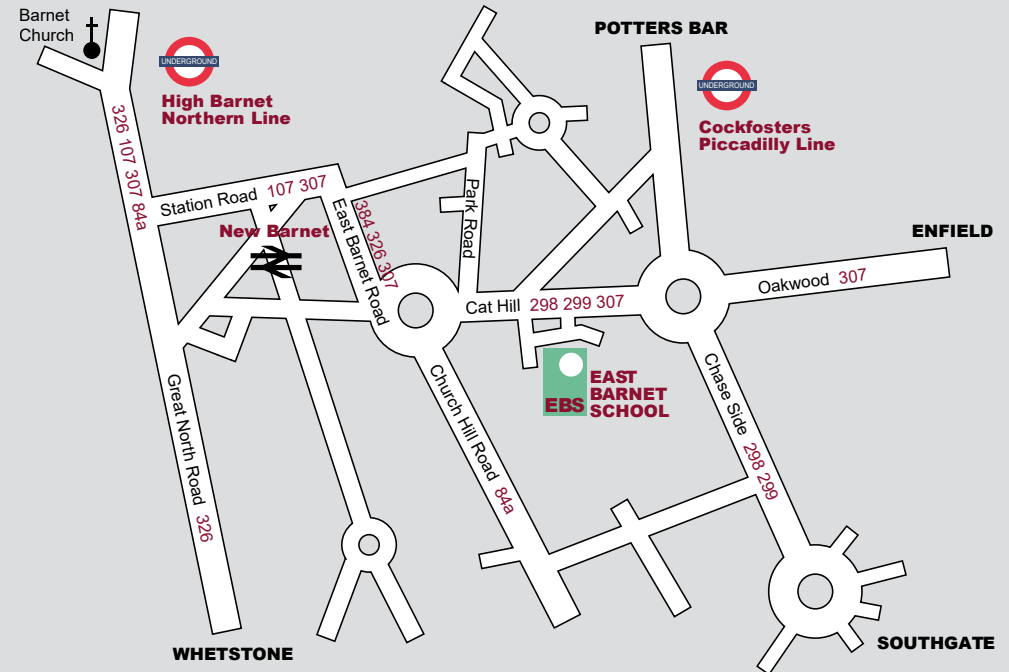 Barnet
Church
UNDERGROUND
High Barnet
Northern Line
POTTERS BAR
UNDERGROUND
Cockfosters
Piccadilly Line
326 107 307 84a
Station Road 107 307
New Barnet
East Barnet Road
384 326 307
Park Road
ENFIELD
Oakwood 307
Cat Hill 298 299 307
EBS
EAST
BARNET
SCHOOL
Chase Side 298 299
Church Hill Road 84a
Great North Road 326
WHETSTONE
SOUTHGATE